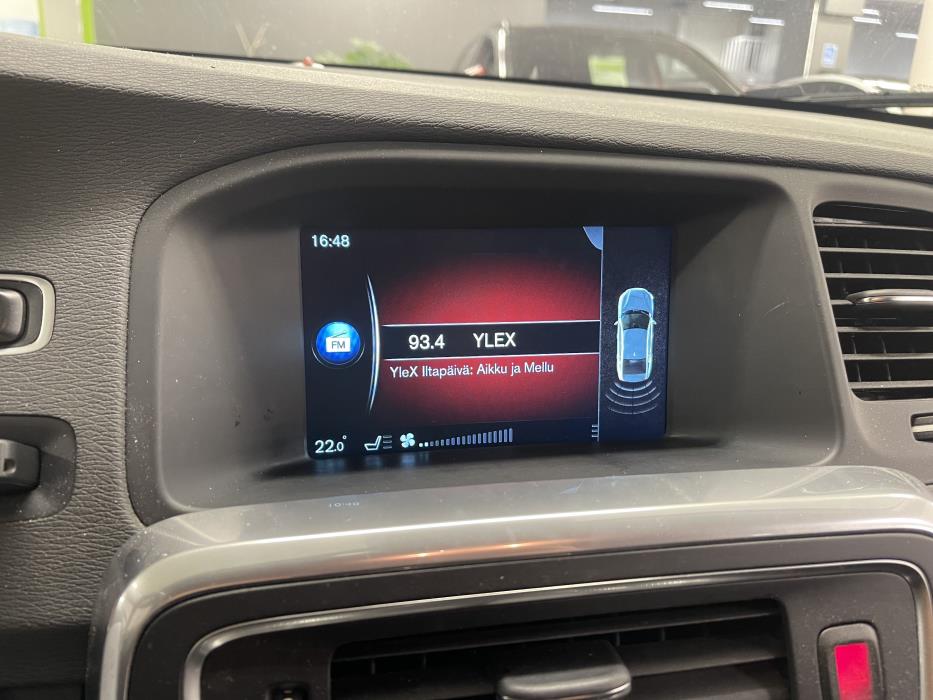 16:48
FM
93.4 YLEX
YleX Iltapäivä: Aikku ja Mellu
22.0°